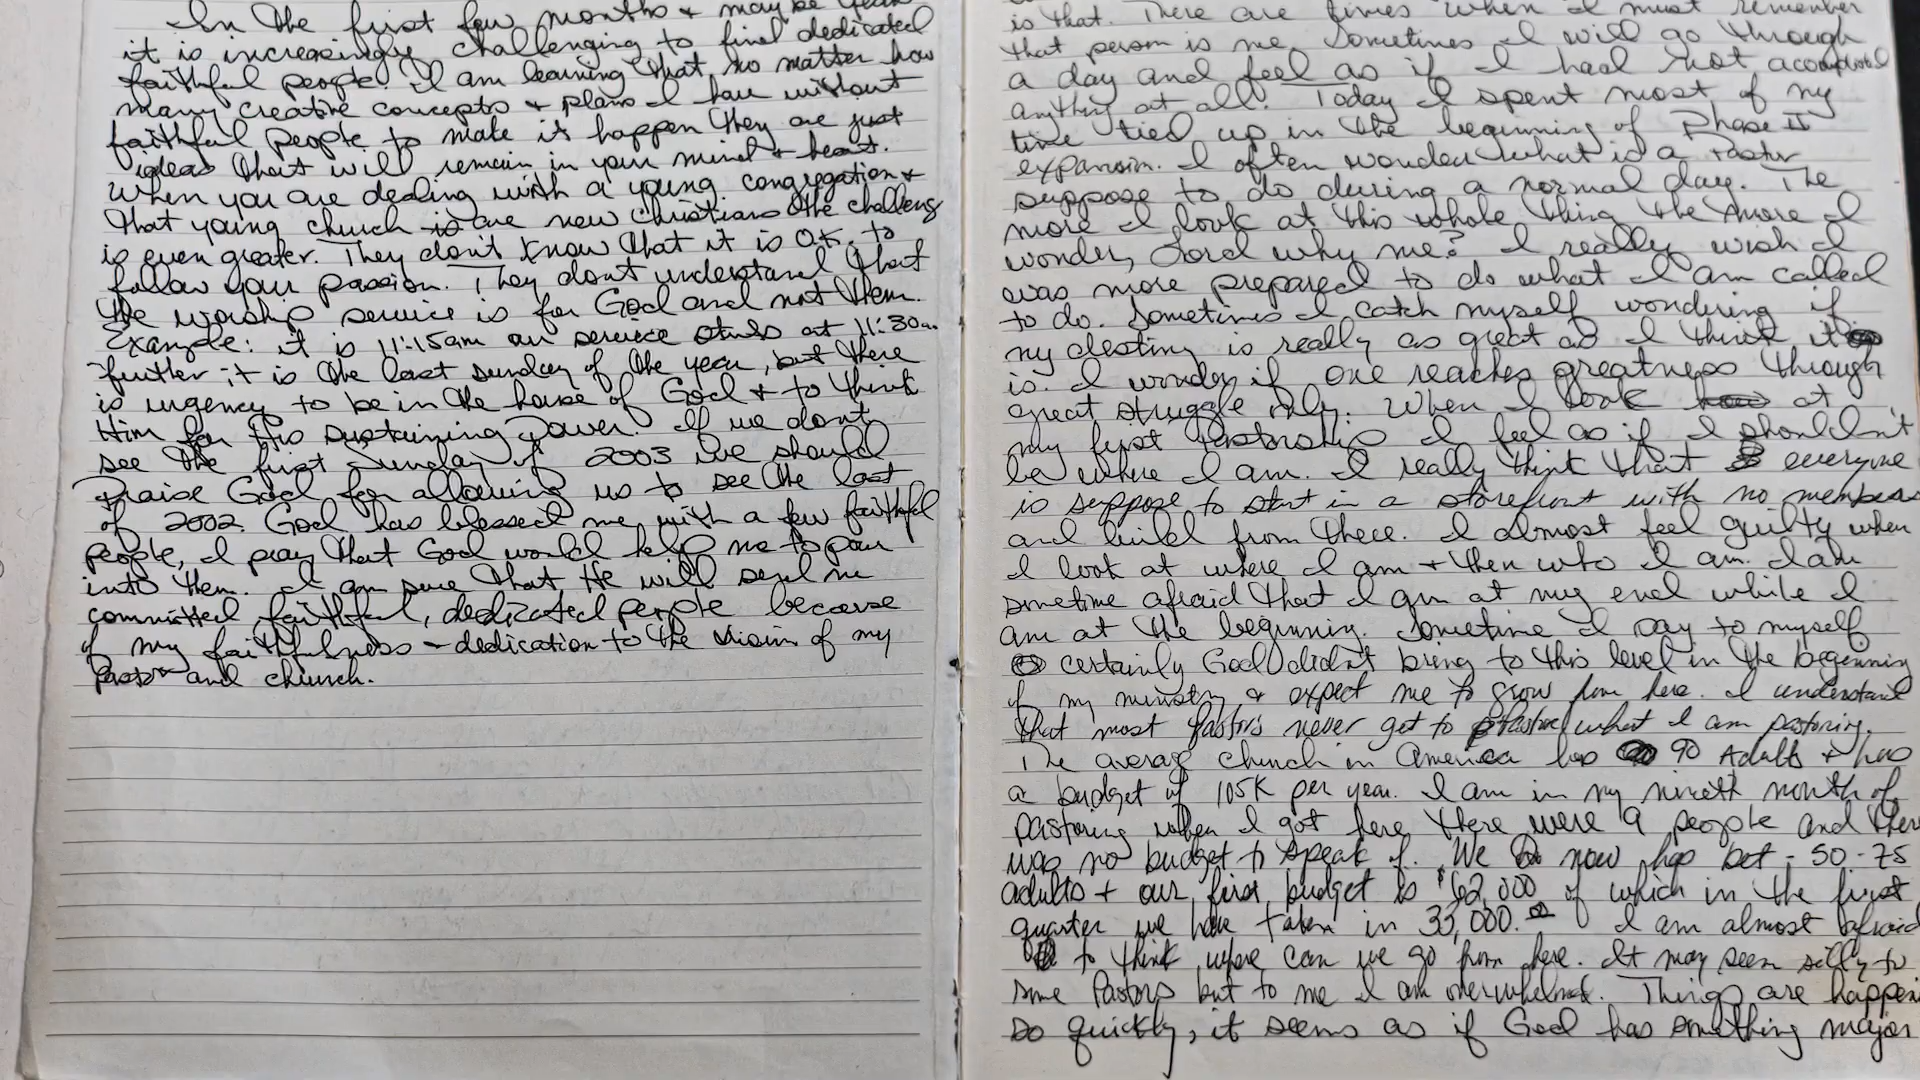 In the first few months + maybe year
it is increasingly challenging to find dedicated
faithful people. I am learning that no matter how
many creative concepts + plans I have without
faithful people to make it happen they are just
ideas that will remain in your mind + heart.
When you are dealing with a young congregation +
that young church is are new Christians the challeng
is even greater. They don't know that it is O.K. to
follow your passion. They don't understand that
the worship service is for God and not them.
Example: it is 11:15am our service starts at 11:30a.
further it is the last sunday of the year, but there
is urgency to be in the house of God + to think
Him for His sustaining power. If we don't
see the first Sunday of 2003 we should
Praise God for allowing us to see the last
of 2002. God has blessed me with a few faithful
people, I pray that God would help me to pour
into them. I am sure that He will send me
committed, faithful, dedicated people because
of my faithfulness - dedication to the vision of my
Pastor and church.
is that. There are times when I must remember
that person is me. Sometimes I will go through
a day and feel as if I had not
anything at all. Today I spent most of my
time tied up in the beginning of Phase II
expansion. I often wonder what is a Pastor
suppose to do during a normal day. The
more I look at this whole thing the more I
wonder, Lord why me? I really wish I
was more prepared to do what I am called
to do. Sometimes I catch myself wondering if
my destiny is really as great as I think it
is. I wonder if one reaches greatness through
great struggle only. When I look at
my first Pastorship I feel as if I shouldn't
be where I am. I really think that everyone
is suppose to start in a storefront with no members
and build from there. I almost feel guilty when
I look at where I am + then who I am. I am
sometime afraid that I am at my end while I
am at the beginning. Sometime I say to myself
certainly God didn't bring to this level in the beginning
of my ministry & expect me to grow from here. I understand
that most Pastors never get to Pastor what I am pastoring.
The average church in America has 90 Adults + has
a budget of 105K per year. I am in my nineth month of
pastoring when I got here there were 9 people and there
was no budget to speak of. We now has bet - 50-75
adults + our first budget is $62,000 of which in the first
quarter we have taken in 33,000.00 I am almost afraid
to think where can we go from here. It may seem silly to
some Pastors but to me I am overwhelmed. Things are happeni
so quickly, it seems as if God has something major